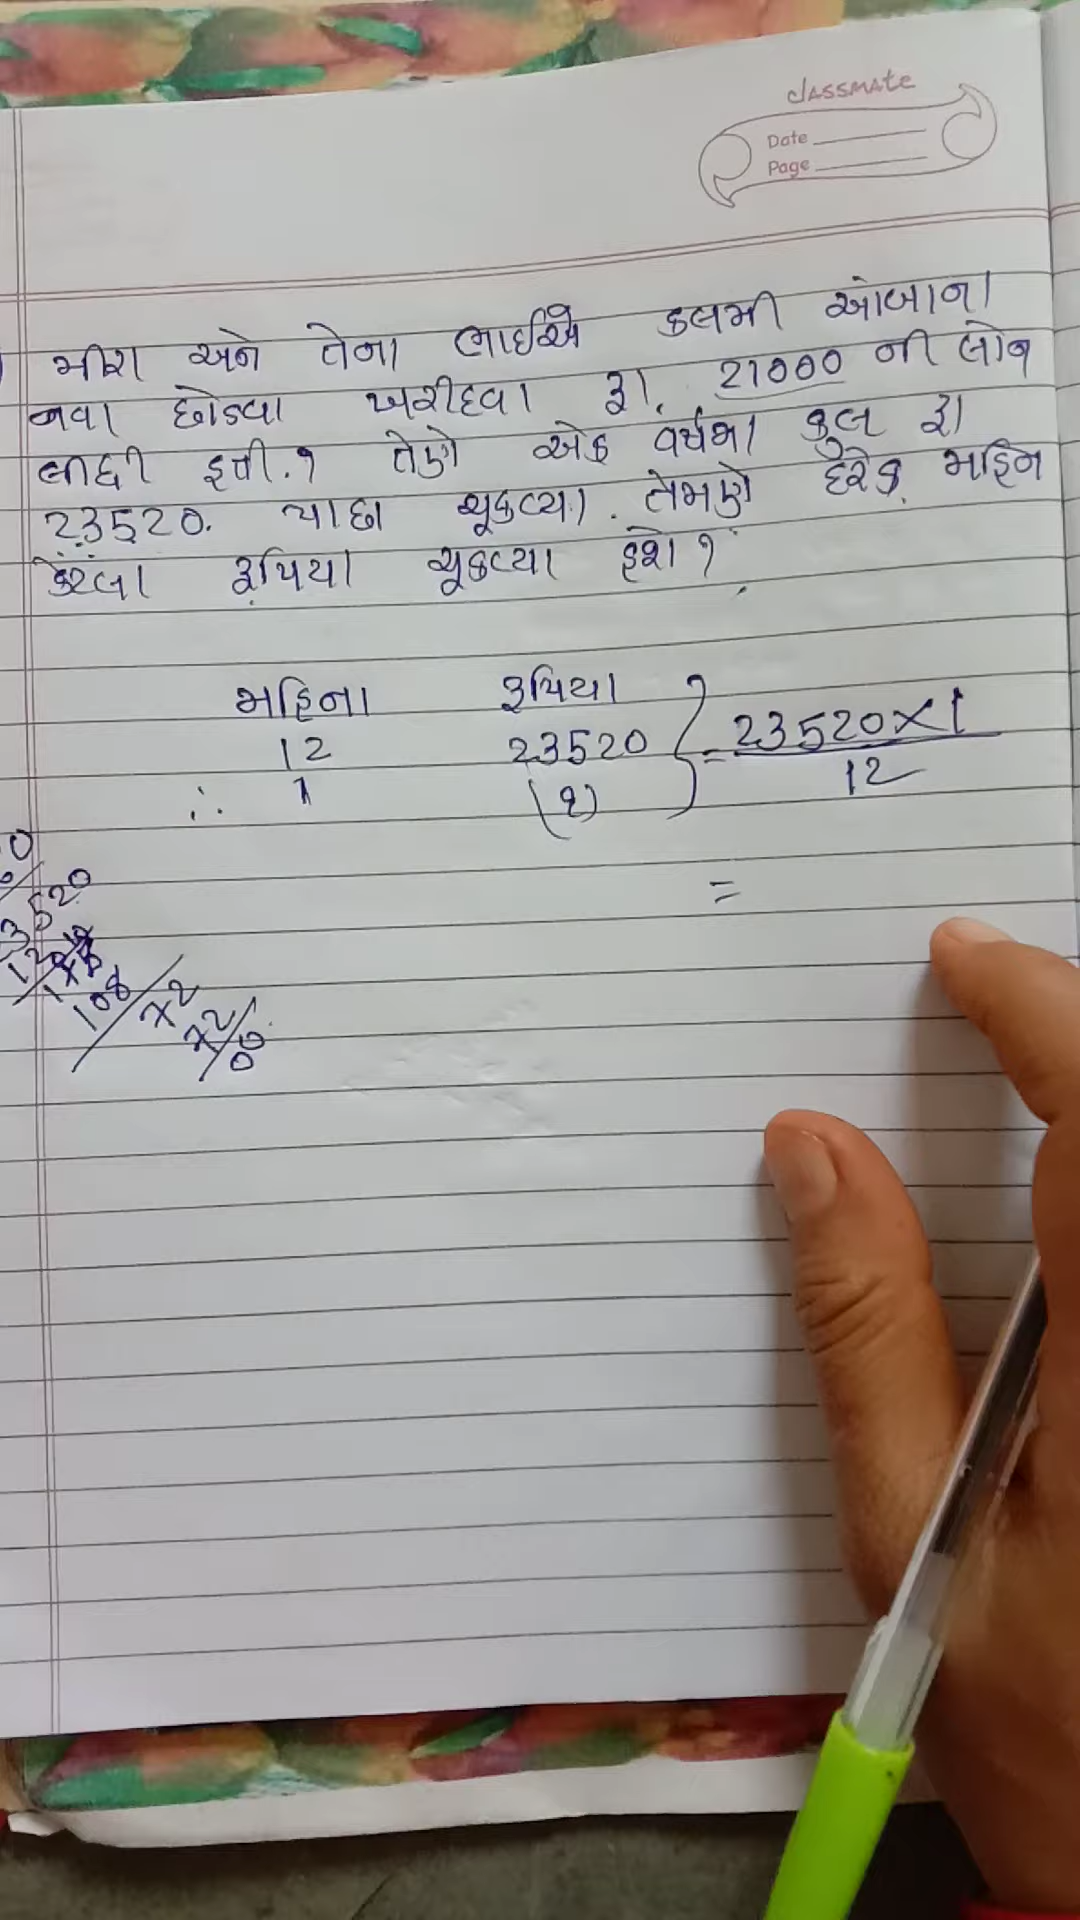 classmate
Date
Page
મીરા અને તેના ભાઈએ કલમી આંબાના
નવા છોડવા ખરીદવા રૂા. 21000 ની લોન
લીધી હતી. ? તેણે એક વર્ષમાં કુલ રૂા
23520. પાછા ચૂકવ્યા. તેમણે દરેક મહિને
કેટલા રૂપિયા ચૂકવ્યા હશે ?
મહિના રૂપિયા
12 23520 = 23520×1
∴ 1 (?) 12
=